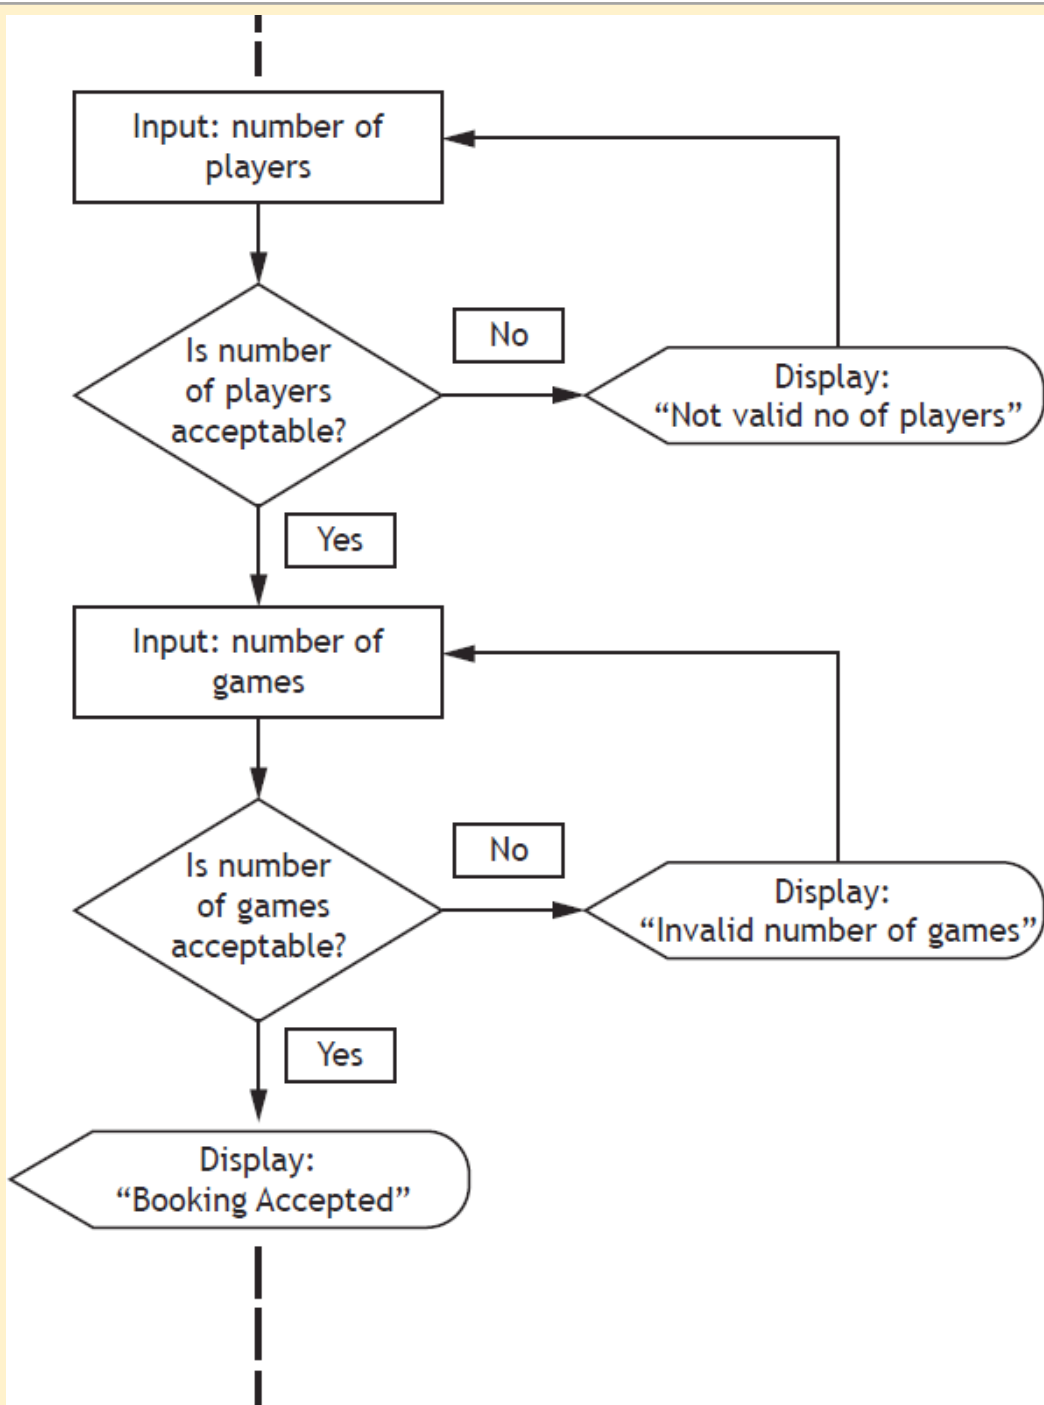 Input: number of
players
Is number
of players
acceptable?
No
Display:
“Not valid no of players”
Yes
Input: number of
games
Is number
of games
acceptable?
No
Display:
“Invalid number of games”
Yes
Display:
“Booking Accepted”